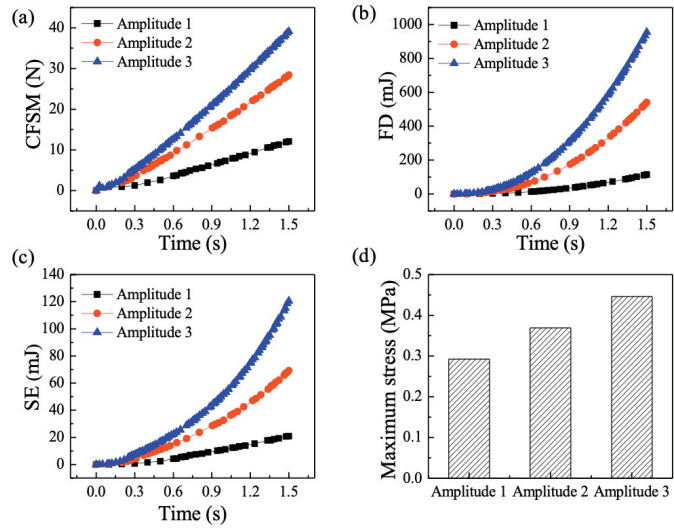 (a)
Amplitude 1
Amplitude 2
Amplitude 3
CFSM (N)
40
30
20
10
0
0.0 0.3 0.6 0.9 1.2 1.5
Time (s)
(b)
Amplitude 1
Amplitude 2
Amplitude 3
FD (mJ)
1000
800
600
400
200
0
0.0 0.3 0.6 0.9 1.2 1.5
Time (s)
(c)
Amplitude 1
Amplitude 2
Amplitude 3
SE (mJ)
140
120
100
80
60
40
20
0
0.0 0.3 0.6 0.9 1.2 1.5
Time (s)
(d)
Maximum stress (MPa)
0.5
0.4
0.3
0.2
0.1
0.0
Amplitude 1 Amplitude 2 Amplitude 3